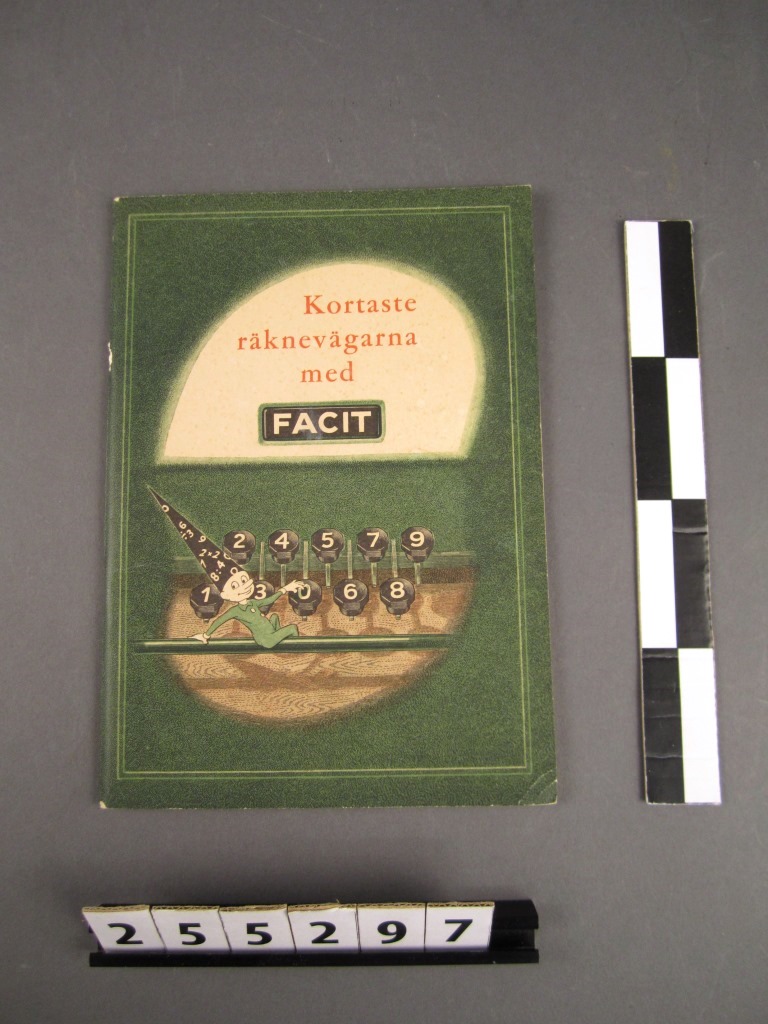 Kortaste
räknevägarna
med
FACIT
2 4 5 7 9
1 3 0 6 8
255297